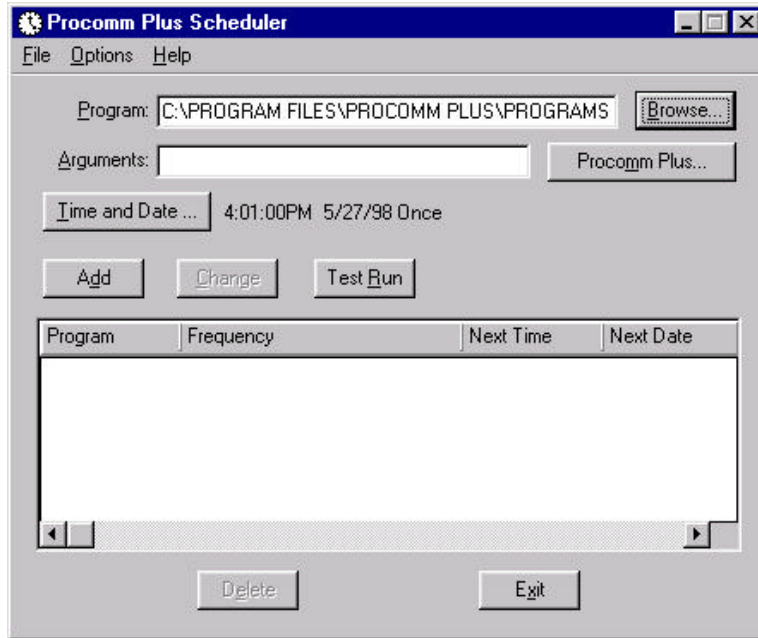 Procomm Plus Scheduler
File Options Help
Program: C:\PROGRAM FILES\PROCOMM PLUS\PROGRAMS Browse...
Arguments: Procomm Plus...
Time and Date ... 4:01:00PM 5/27/98 Once
Add Change Test Run
Program Frequency Next Time Next Date
Delete Exit